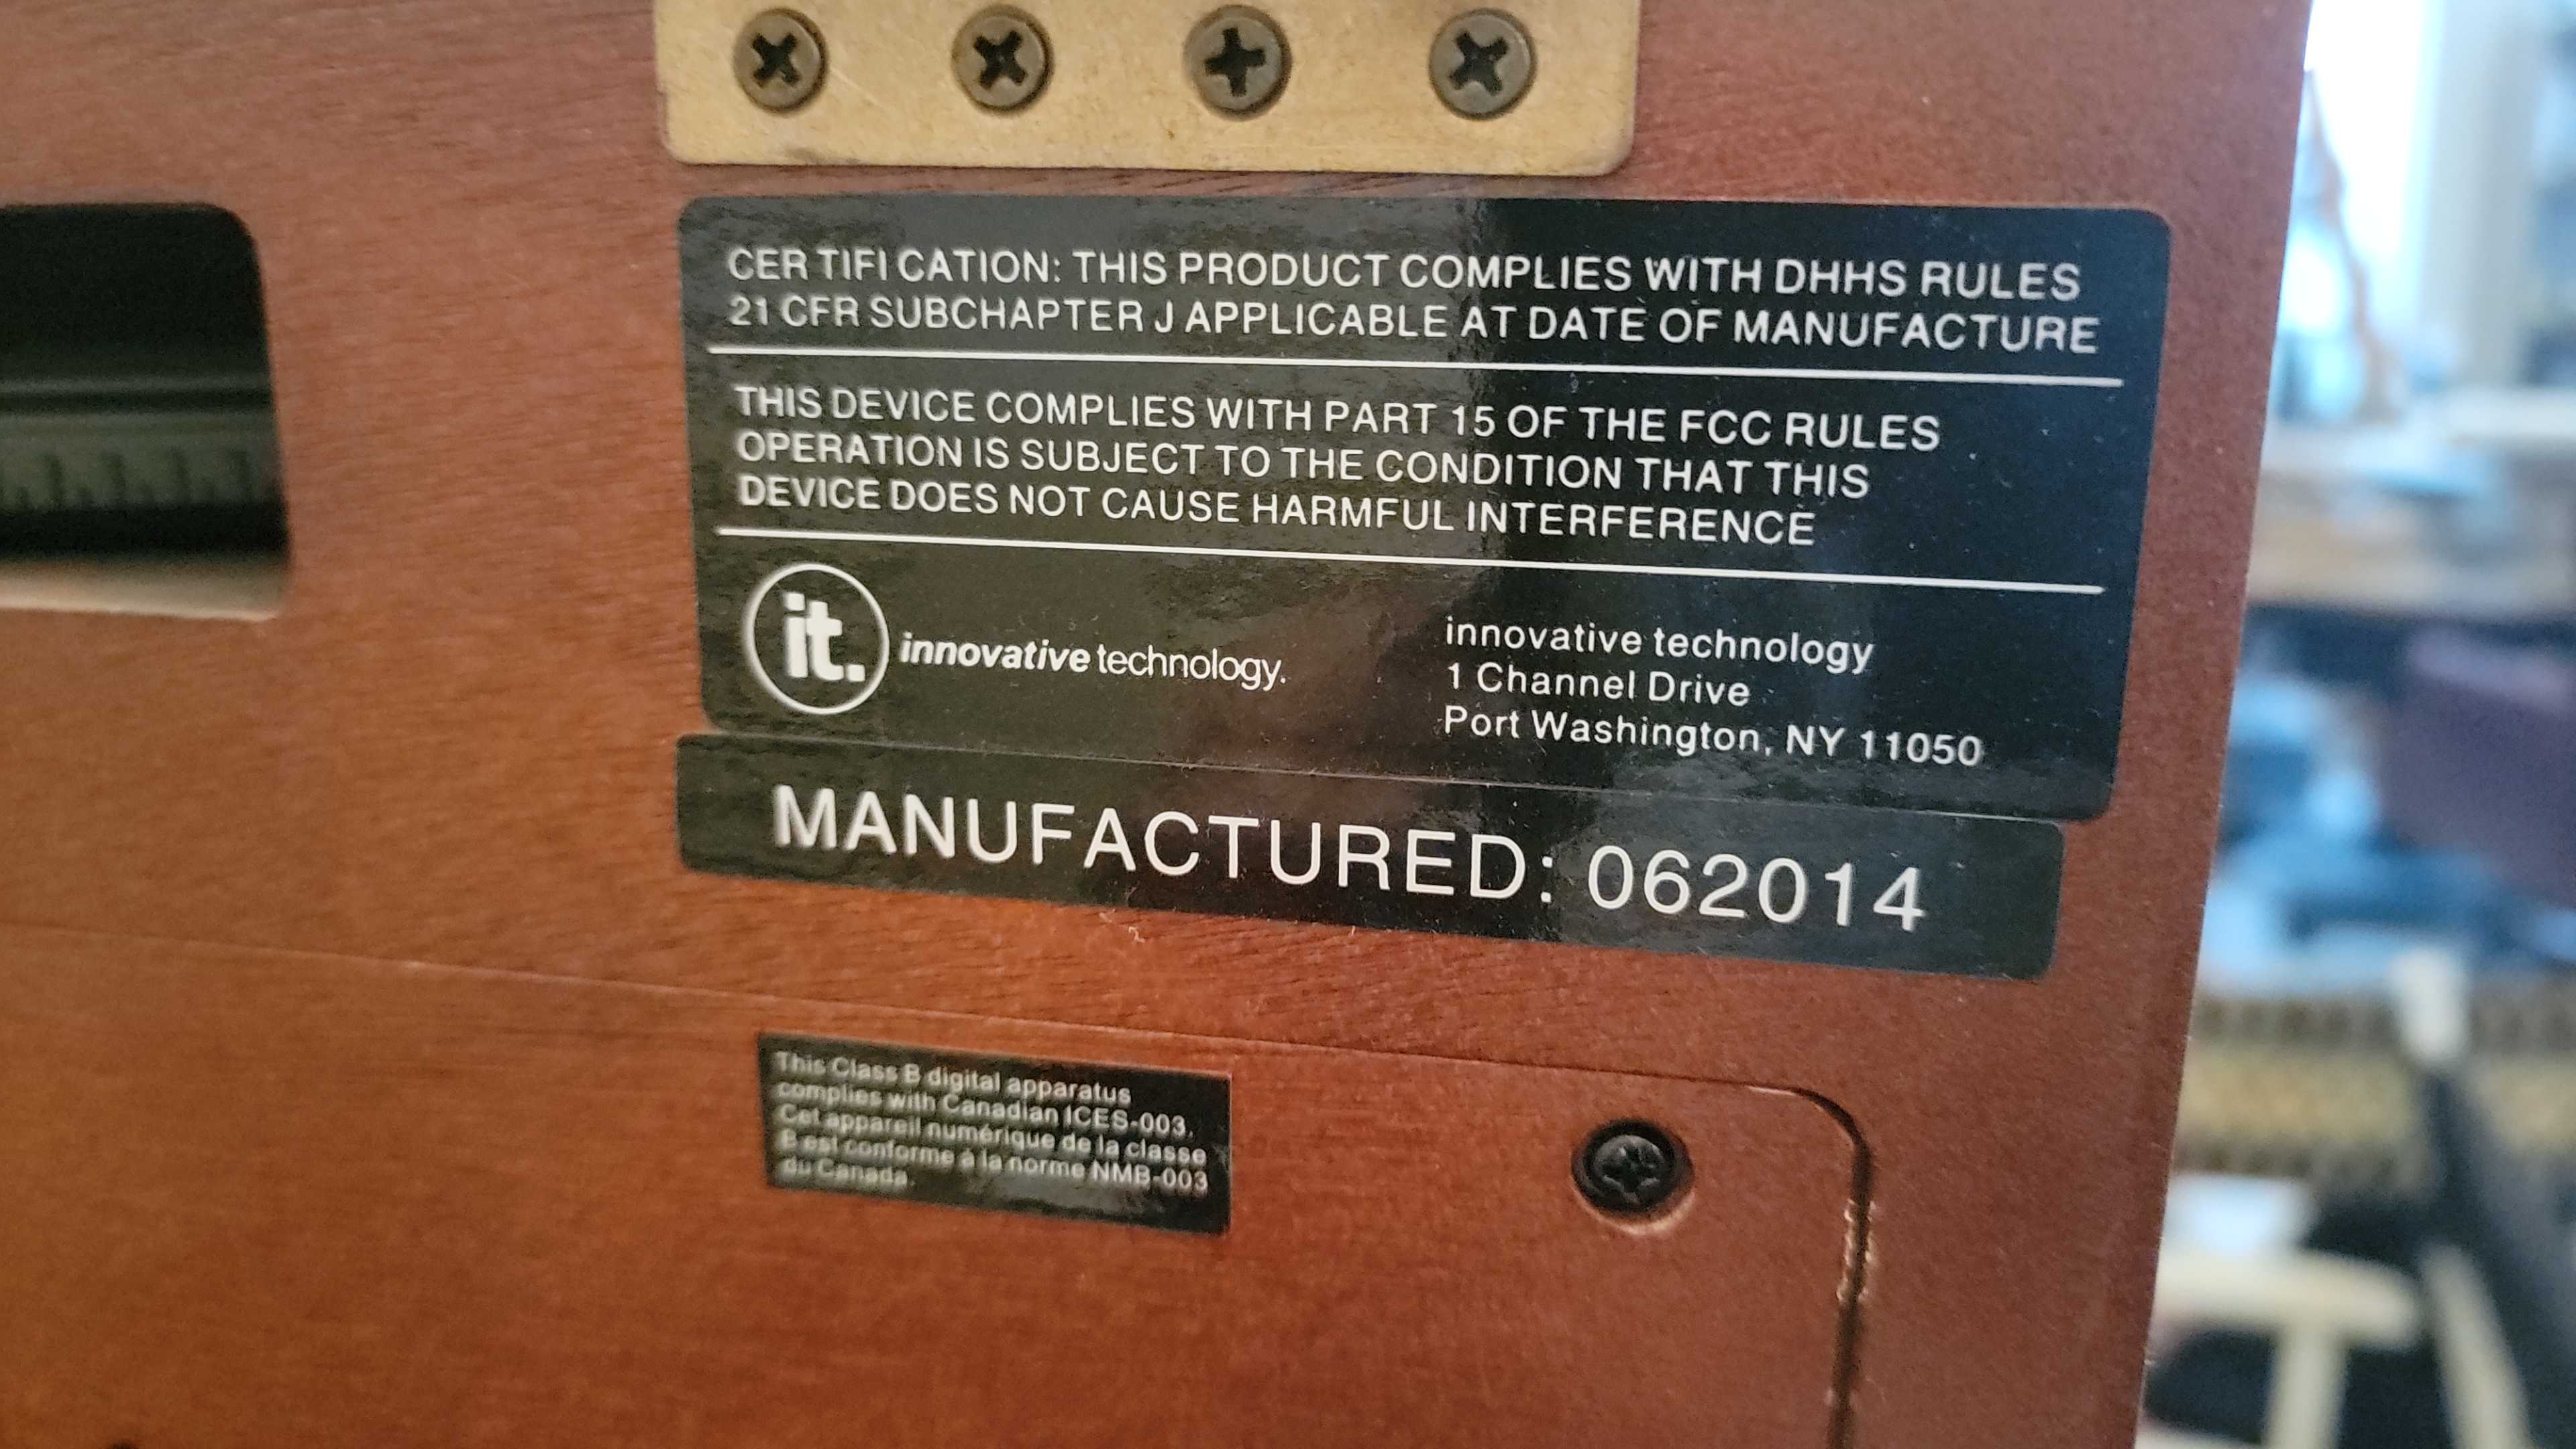 CERTIFICATION: THIS PRODUCT COMPLIES WITH DHHS RULES
21 CFR SUBCHAPTER J APPLICABLE AT DATE OF MANUFACTURE
THIS DEVICE COMPLIES WITH PART 15 OF THE FCC RULES
OPERATION IS SUBJECT TO THE CONDITION THAT THIS
DEVICE DOES NOT CAUSE HARMFUL INTERFERENCE
it. innovative technology.
innovative technology
1 Channel Drive
Port Washington, NY 11050
MANUFACTURED: 062014
This Class B digital apparatus
complies with Canadian ICES-003.
Cet appareil numérique de la classe
B est conforme à la norme NMB-003
du Canada.